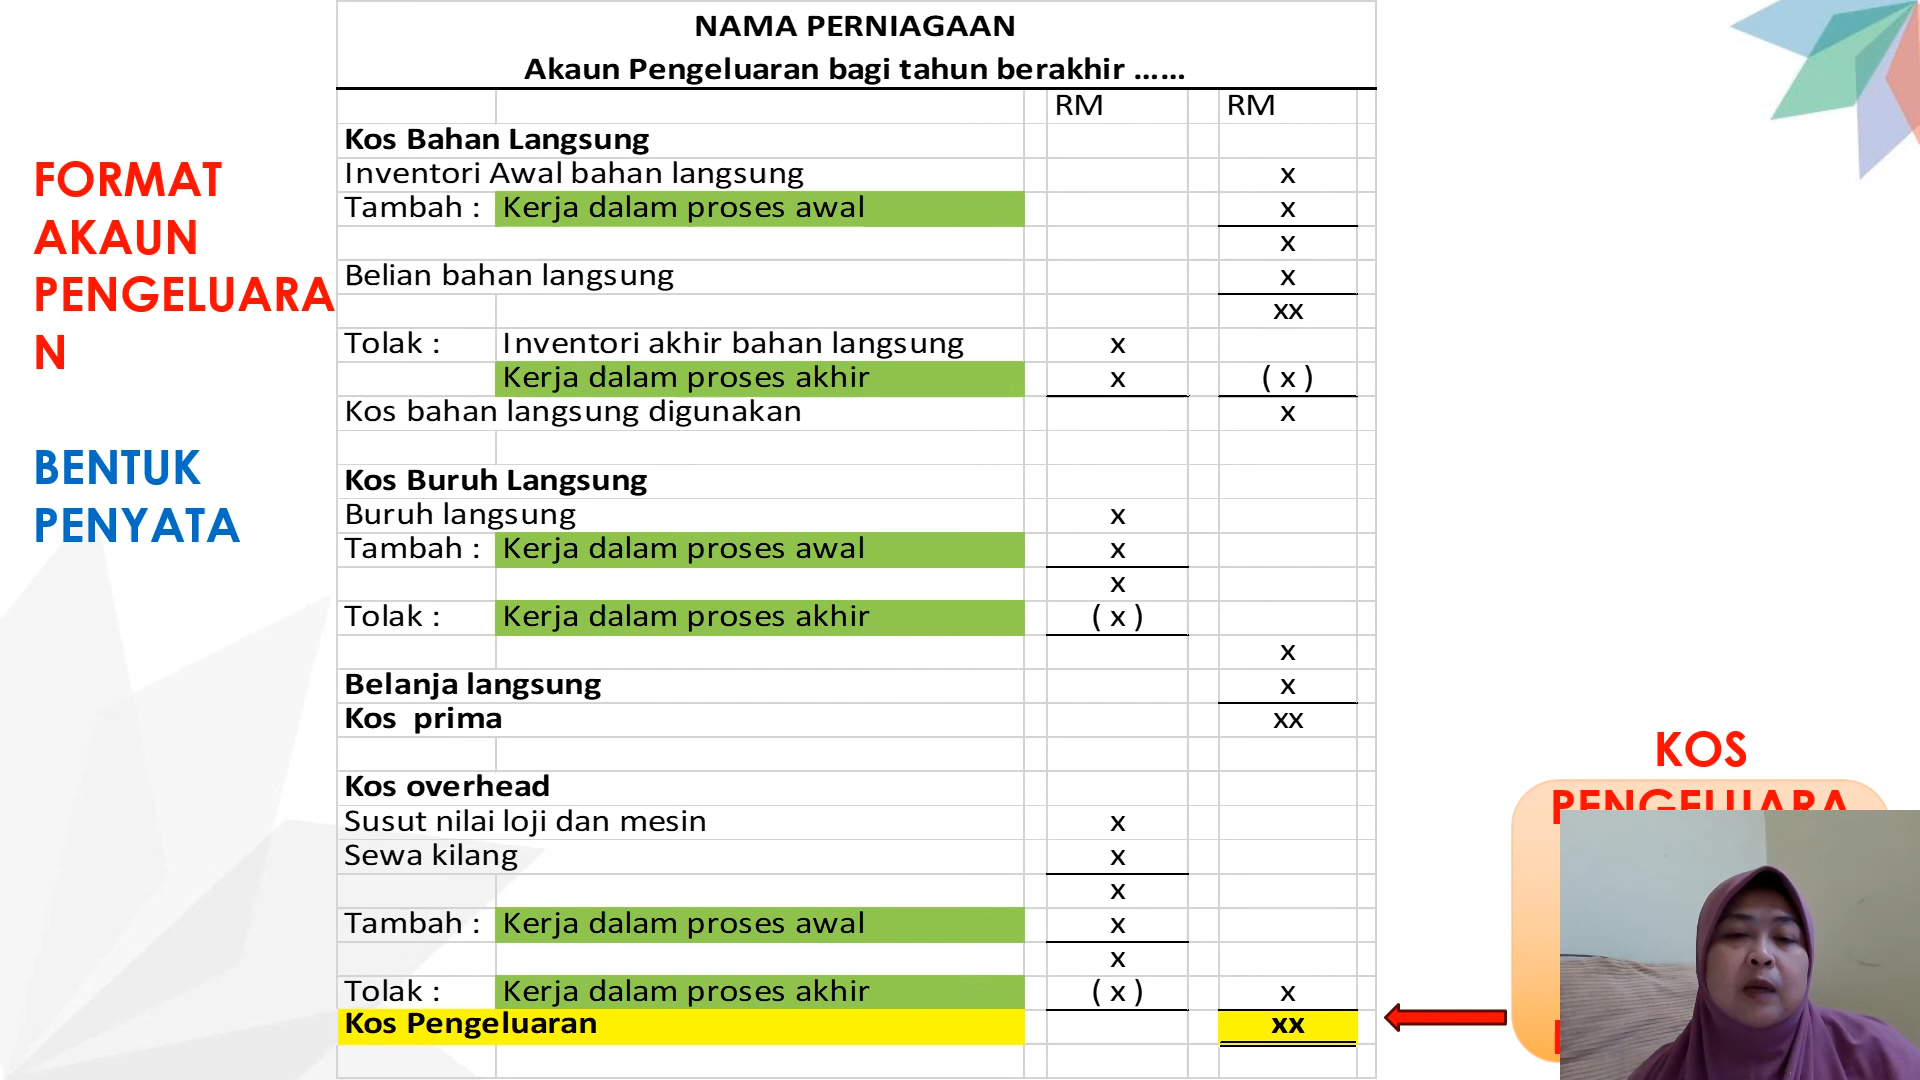 FORMAT
AKAUN
PENGELUARA
N
BENTUK
PENYATA
NAMA PERNIAGAAN
Akaun Pengeluaran bagi tahun berakhir ......
RM RM
Kos Bahan Langsung
Inventori Awal bahan langsung x
Tambah : Kerja dalam proses awal x
x
Belian bahan langsung x
xx
Tolak : Inventori akhir bahan langsung x
Kerja dalam proses akhir x ( x )
Kos bahan langsung digunakan x
Kos Buruh Langsung
Buruh langsung x
Tambah : Kerja dalam proses awal x
x
Tolak : Kerja dalam proses akhir ( x )
x
Belanja langsung x
Kos prima xx
Kos overhead
Susut nilai loji dan mesin x
Sewa kilang x
x
Tambah : Kerja dalam proses awal x
x
Tolak : Kerja dalam proses akhir ( x ) x
Kos Pengeluaran xx
KOS
PENGELUARA